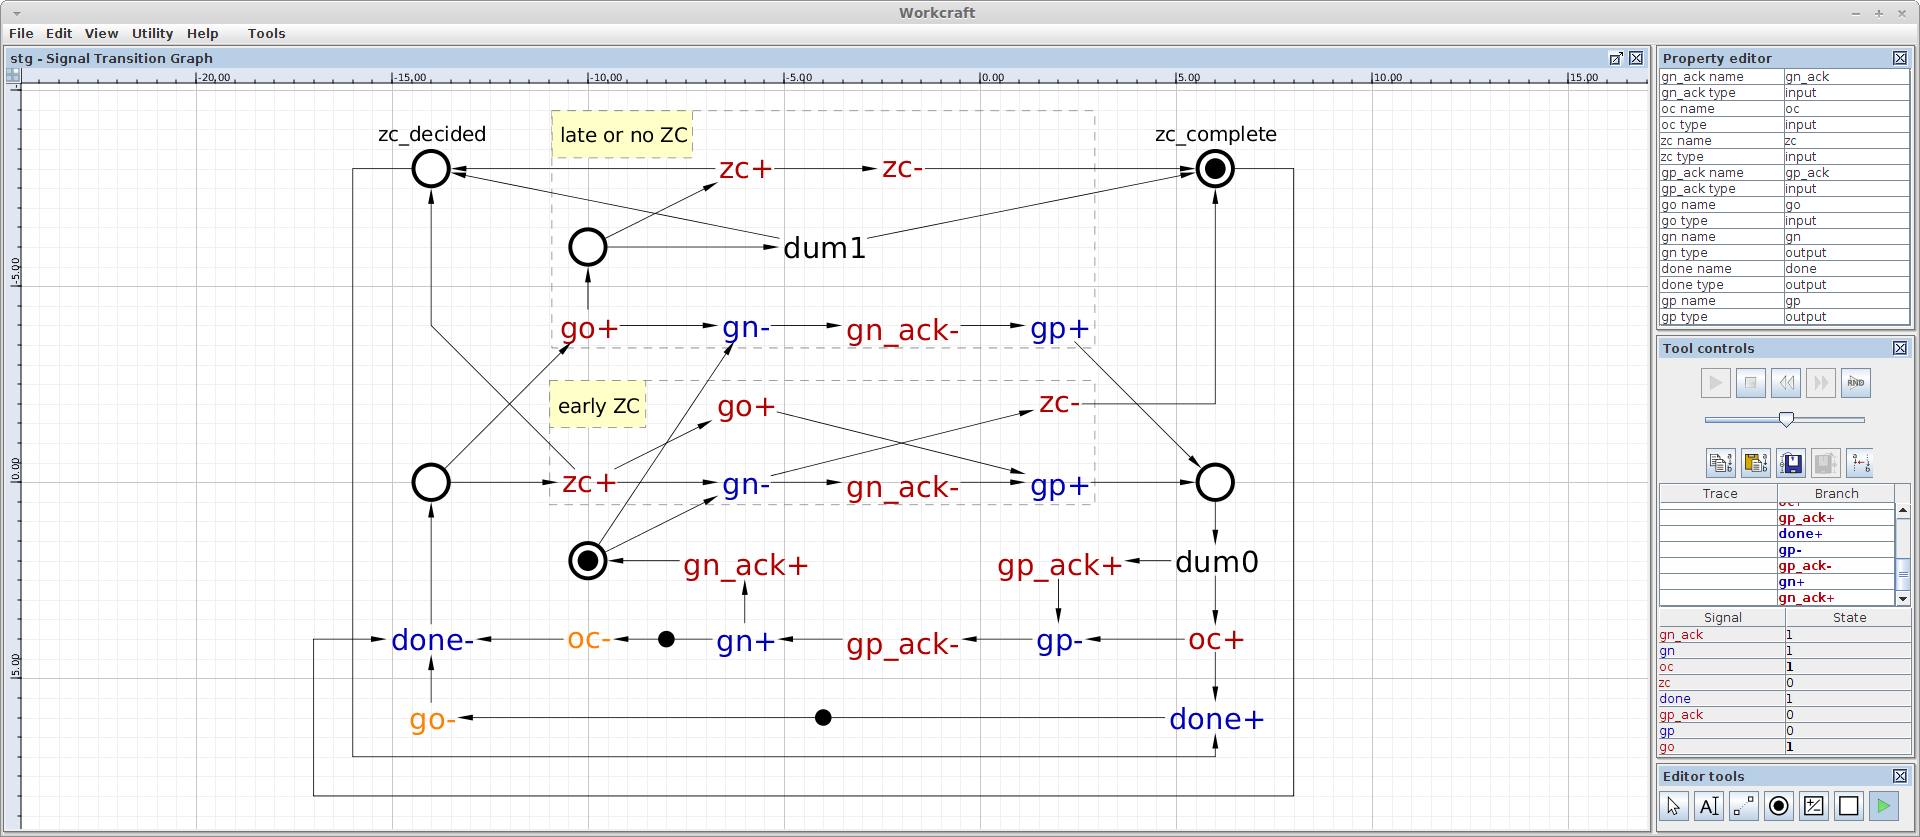 Workcraft
File Edit View Utility Help Tools
stg - Signal Transition Graph
-20,00 -15,00 -10,00 -5,00 0,00 5,00 10,00 15,00
-5,00
15,00
zc_decided
late or no ZC
zc_complete
zc+ zc-
dum1
go+ gn- gn_ack- gp+
early ZC
go+ zc-
zc+ gn- gn_ack- gp+
gn_ack+ gp_ack+ dum0
done- oc- gn+ gp_ack- gp- oc+
go- done+
Property editor
gn_ack name gn_ack
gn_ack type input
oc name oc
oc type input
zc name zc
zc type input
gp_ack name gp_ack
gp_ack type input
go name go
go type input
gn name gn
gn type output
done name done
done type output
gp name gp
gp type output
Tool controls
RND
Trace Branch
gp_ack+
done+
gp-
gp_ack-
gn+
gn_ack+
Signal State
gn_ack 1
gn 1
oc 1
zc 0
done 1
gp_ack 0
gp 0
go 1
Editor tools